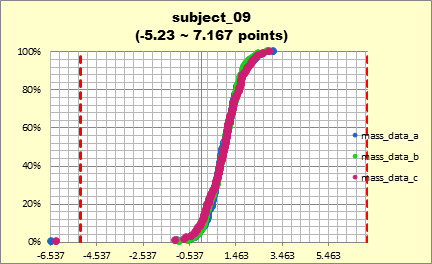 subject_09
(-5.23 ~ 7.167 points)
100%
80%
60%
40%
20%
0%
-6.537 -4.537 -2.537 -0.537 1.463 3.463 5.463
mass_data_a
mass_data_b
mass_data_c